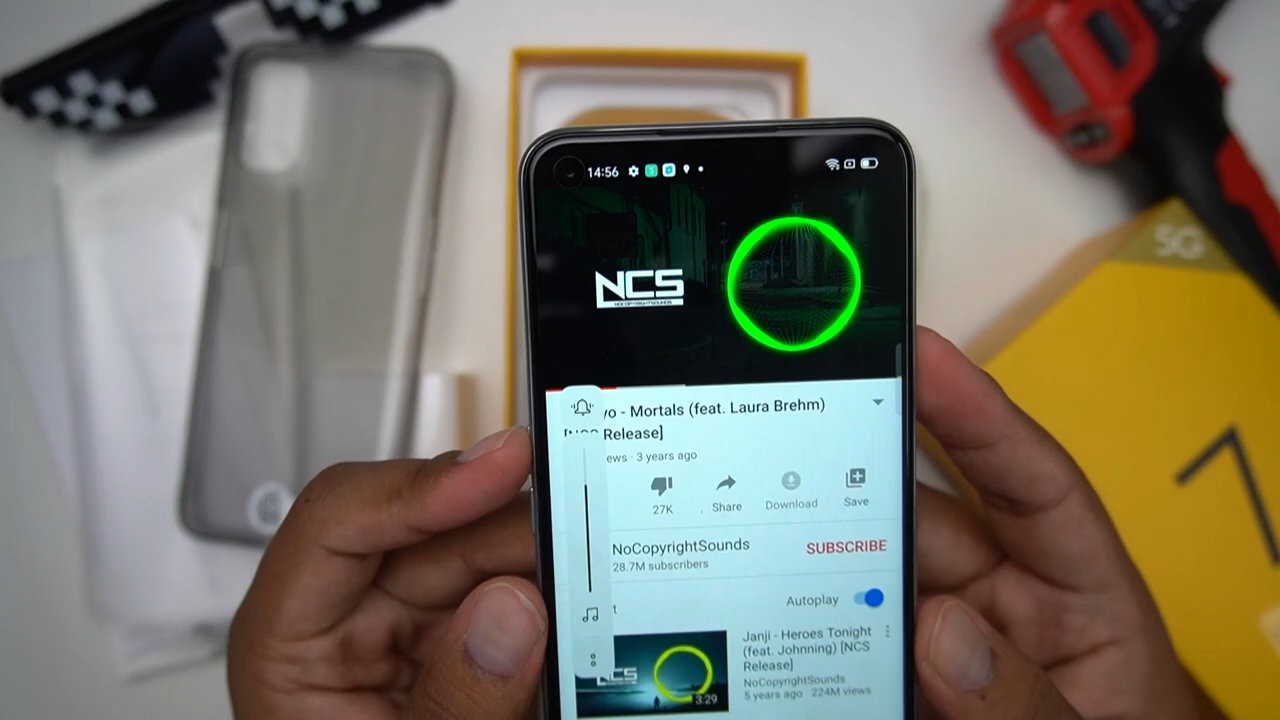 14:56
5G
NCS
NOCOPYRIGHTSOUNDS
yo - Mortals (feat. Laura Brehm)
Release]
ews · 3 years ago
27K
Share
Download
Save
NoCopyrightSounds
28.7M subscribers
SUBSCRIBE
t
Autoplay
Janji - Heroes Tonight
(feat. Johnning) [NCS
Release]
NoCopyrightSounds
5 years ago · 224M views
NCS
3:29
7